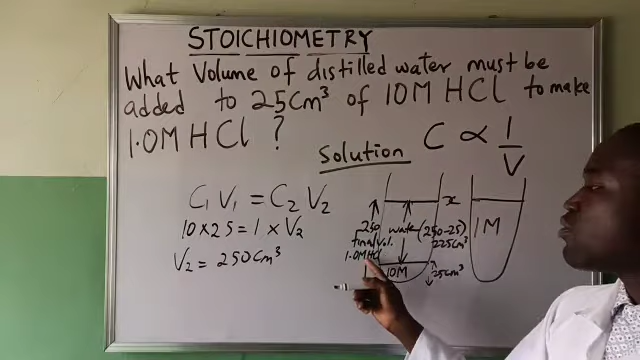 STOICHIOMETRY
What Volume of distilled water must be
added to 25cm³ of 10M HCl to make
1.0M HCl ?
Solution
C ∝ 1/V
C₁V₁ = C₂V₂
10×25 = 1 × V₂
V₂ = 250cm³
250
final vol.
1.0M HCl
water (250-25)
225cm³
10M
25cm³
x
1M